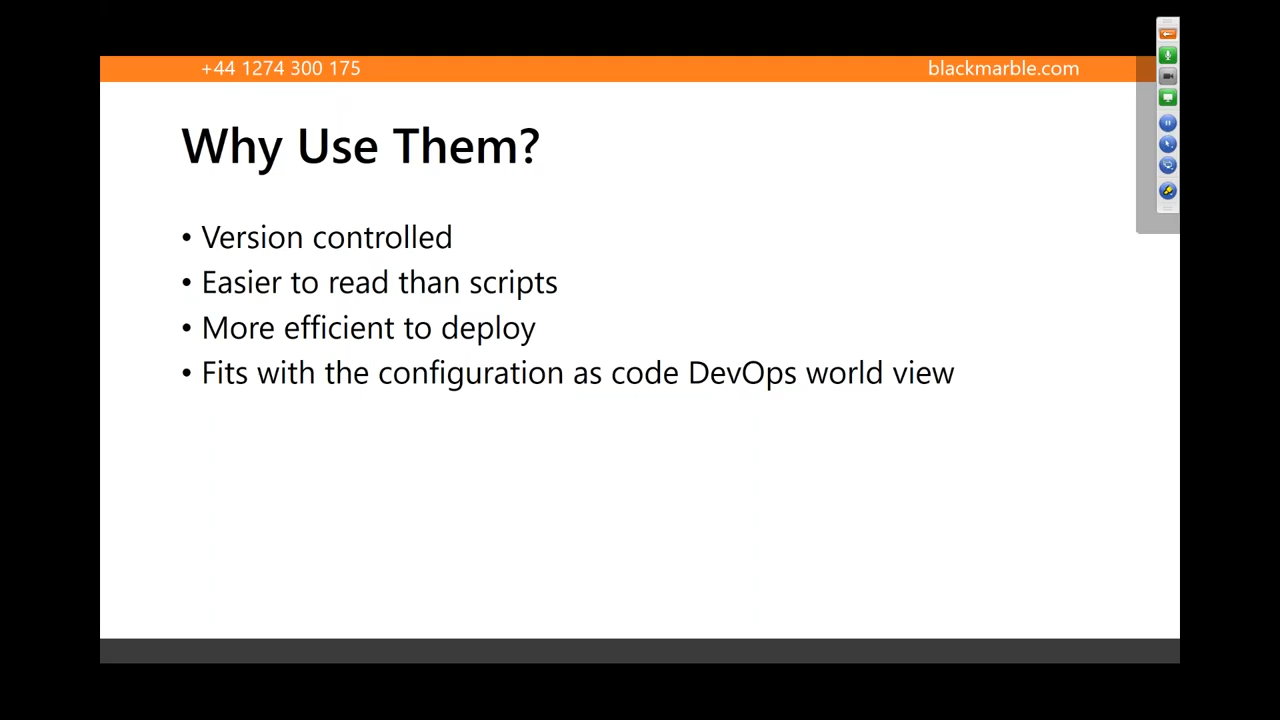 +44 1274 300 175
blackmarble.com
Why Use Them?
• Version controlled
• Easier to read than scripts
• More efficient to deploy
• Fits with the configuration as code DevOps world view